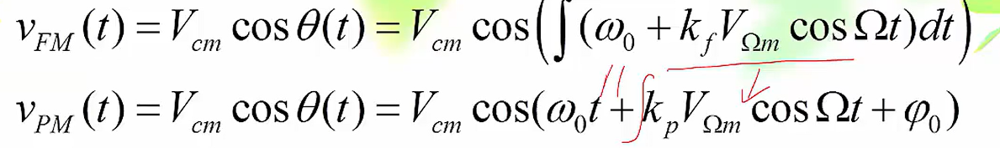 v_{FM}(t) = V_{cm} cos θ(t) = V_{cm} cos(∫(ω_0 + k_f V_{Ωm} cos Ωt)dt)
v_{PM}(t) = V_{cm} cos θ(t) = V_{cm} cos(ω_0 t + k_p V_{Ωm} cos Ωt + φ_0)